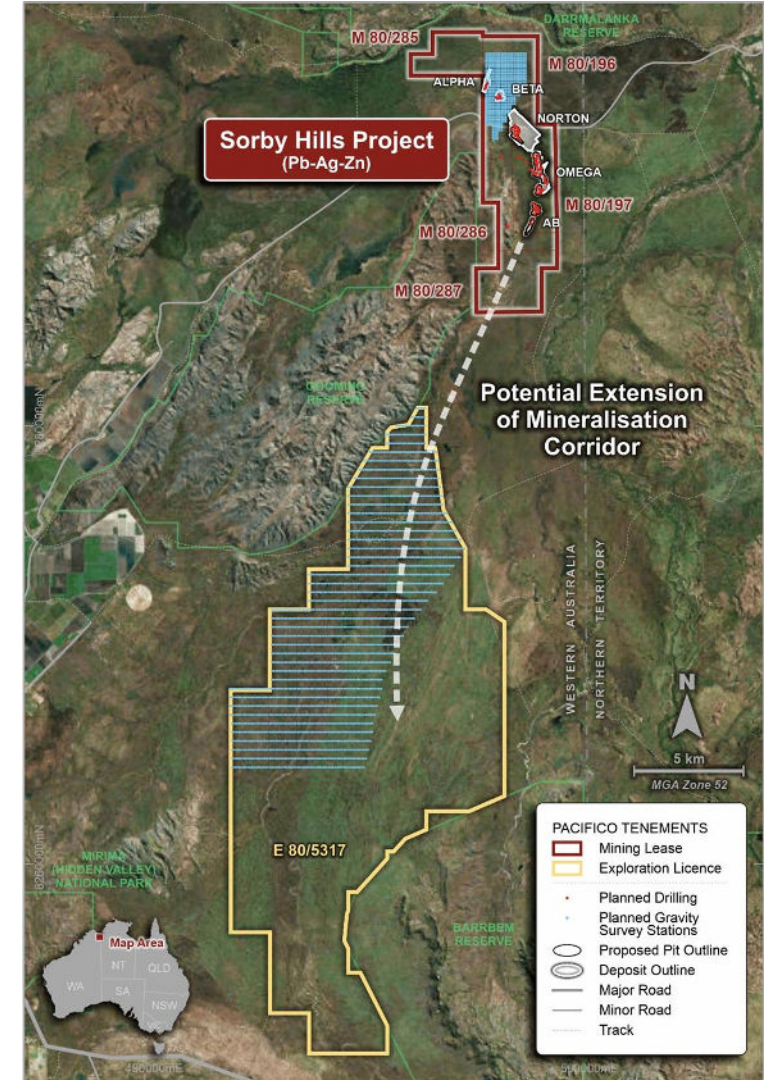 DARRMALANKA
RESERVE
M 80/285
M 80/196
ALPHA
BETA
NORTON
Sorby Hills Project
(Pb-Ag-Zn)
OMEGA
M 80/197
AB
M 80/286
M 80/287
GOOMING
RESERVE
Potential Extension
of Mineralisation
Corridor
WESTERN AUSTRALIA
NORTHERN TERRITORY
N
5 km
MGA Zone 52
E 80/5317
8260000mN
MIRIMA
(HIDDEN VALLEY)
NATIONAL PARK
BARRBEM
RESERVE
Map Area
WA
NT
QLD
SA
NSW
PACIFICO TENEMENTS
Mining Lease
Exploration Licence
Planned Drilling
Planned Gravity
Survey Stations
Proposed Pit Outline
Deposit Outline
Major Road
Minor Road
Track